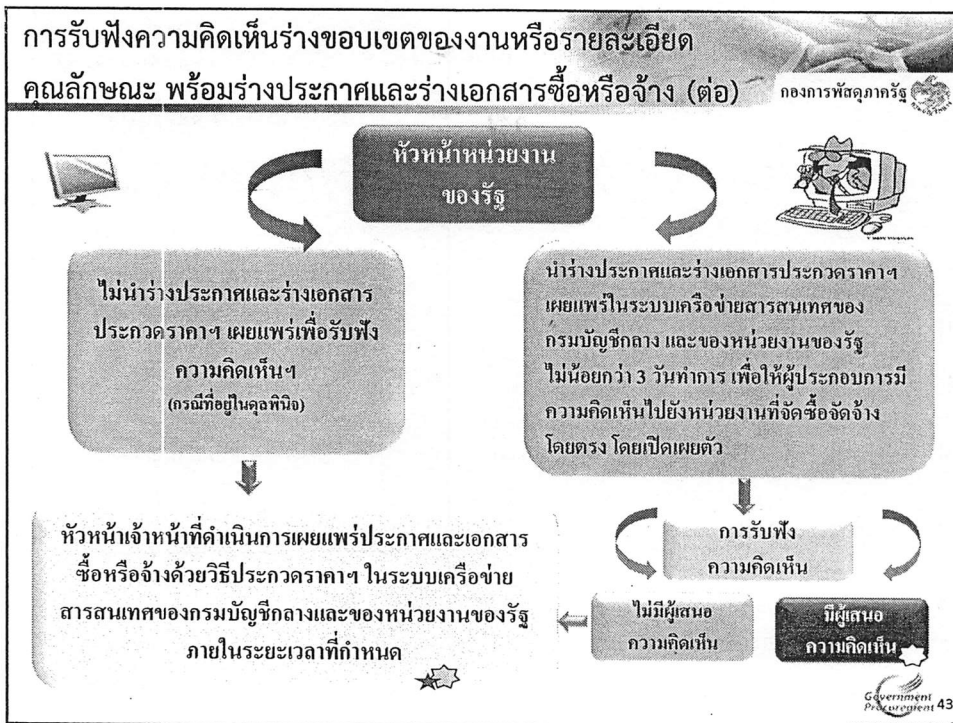 การรับฟังความคิดเห็นร่างขอบเขตของงานหรือรายละเอียด
คุณลักษณะ พร้อมร่างประกาศและร่างเอกสารซื้อหรือจ้าง (ต่อ)
กองการพัสดุภาครัฐ
หัวหน้าหน่วยงาน
ของรัฐ
ไม่นำร่างประกาศและร่างเอกสาร
ประกวดราคาฯ เผยแพร่เพื่อรับฟัง
ความคิดเห็นฯ
(กรณีที่อยู่ในดุลพินิจ)
นำร่างประกาศและร่างเอกสารประกวดราคาฯ
เผยแพร่ในระบบเครือข่ายสารสนเทศของ
กรมบัญชีกลาง และของหน่วยงานของรัฐ
ไม่น้อยกว่า 3 วันทำการ เพื่อให้ผู้ประกอบการมี
ความคิดเห็นไปยังหน่วยงานที่จัดซื้อจัดจ้าง
โดยตรง โดยเปิดเผยตัว
หัวหน้าเจ้าหน้าที่ดำเนินการเผยแพร่ประกาศและเอกสาร
ซื้อหรือจ้างด้วยวิธีประกวดราคาฯ ในระบบเครือข่าย
สารสนเทศของกรมบัญชีกลางและของหน่วยงานของรัฐ
ภายในระยะเวลาที่กำหนด
การรับฟัง
ความคิดเห็น
ไม่มีผู้เสนอ
ความคิดเห็น
มีผู้เสนอ
ความคิดเห็น
Government
Procurement 43